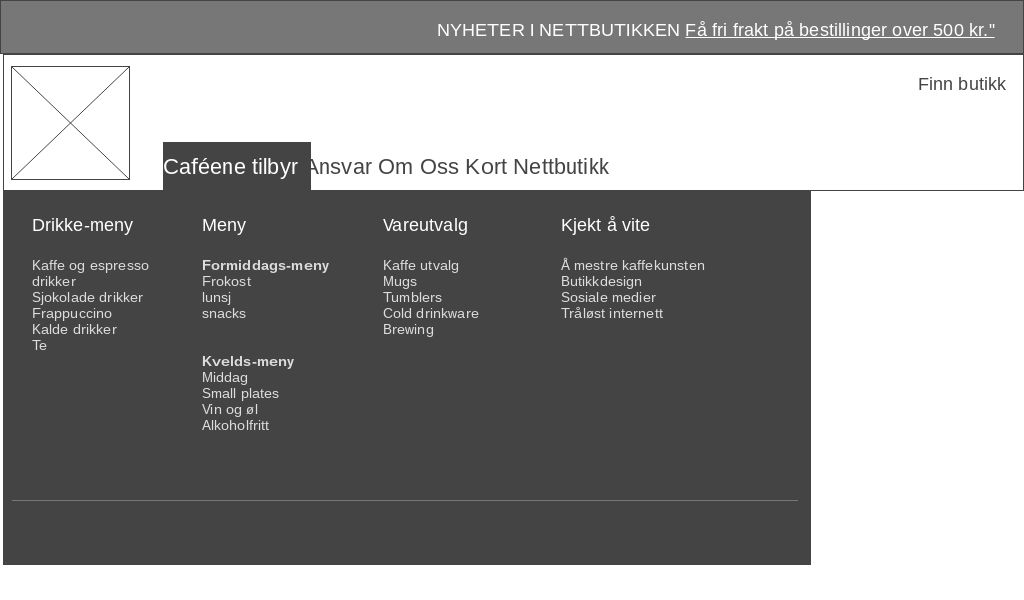 NYHETER I NETTBUTIKKEN Få fri frakt på bestillinger over 500 kr."
Finn butikk
Caféene tilbyr Ansvar Om Oss Kort Nettbutikk
Drikke-meny
Kaffe og espresso
drikker
Sjokolade drikker
Frappuccino
Kalde drikker
Te
Meny
Formiddags-meny
Frokost
lunsj
snacks
Kvelds-meny
Middag
Small plates
Vin og øl
Alkoholfritt
Vareutvalg
Kaffe utvalg
Mugs
Tumblers
Cold drinkware
Brewing
Kjekt å vite
Å mestre kaffekunsten
Butikkdesign
Sosiale medier
Tråløst internett